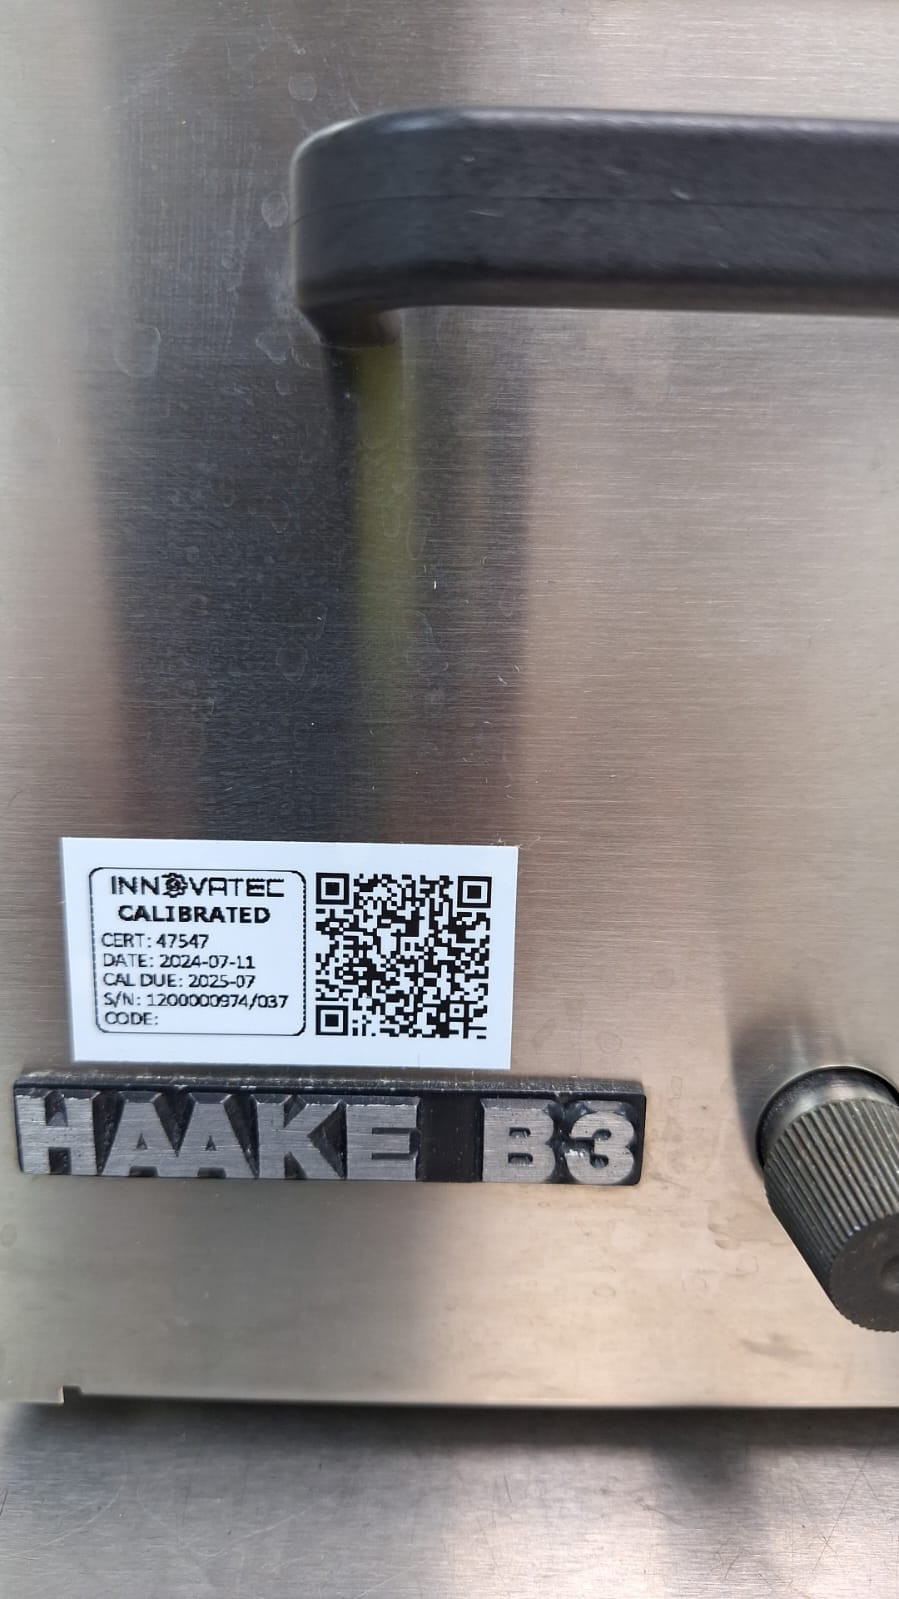 INNOVATEC
CALIBRATED
CERT: 47547
DATE: 2024-07-11
CAL DUE: 2025-07
S/N: 1200000974/037
CODE:
HAAKE B3